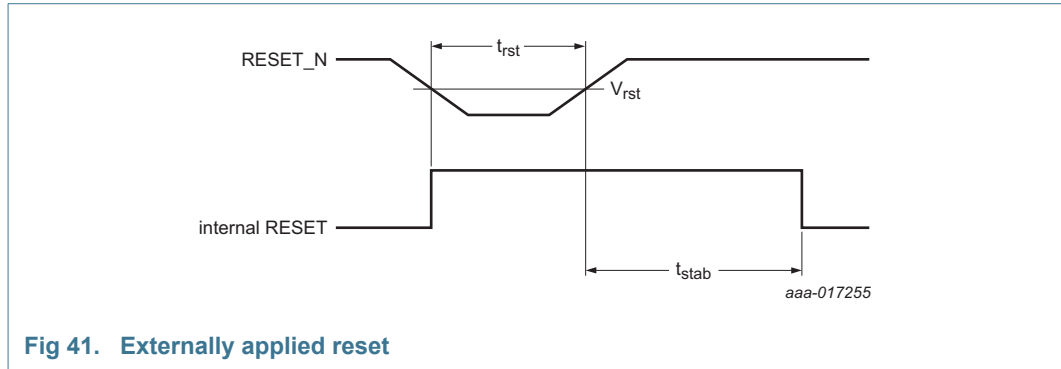 t_rst
RESET_N
V_rst
internal RESET
t_stab
aaa-017255
Fig 41. Externally applied reset